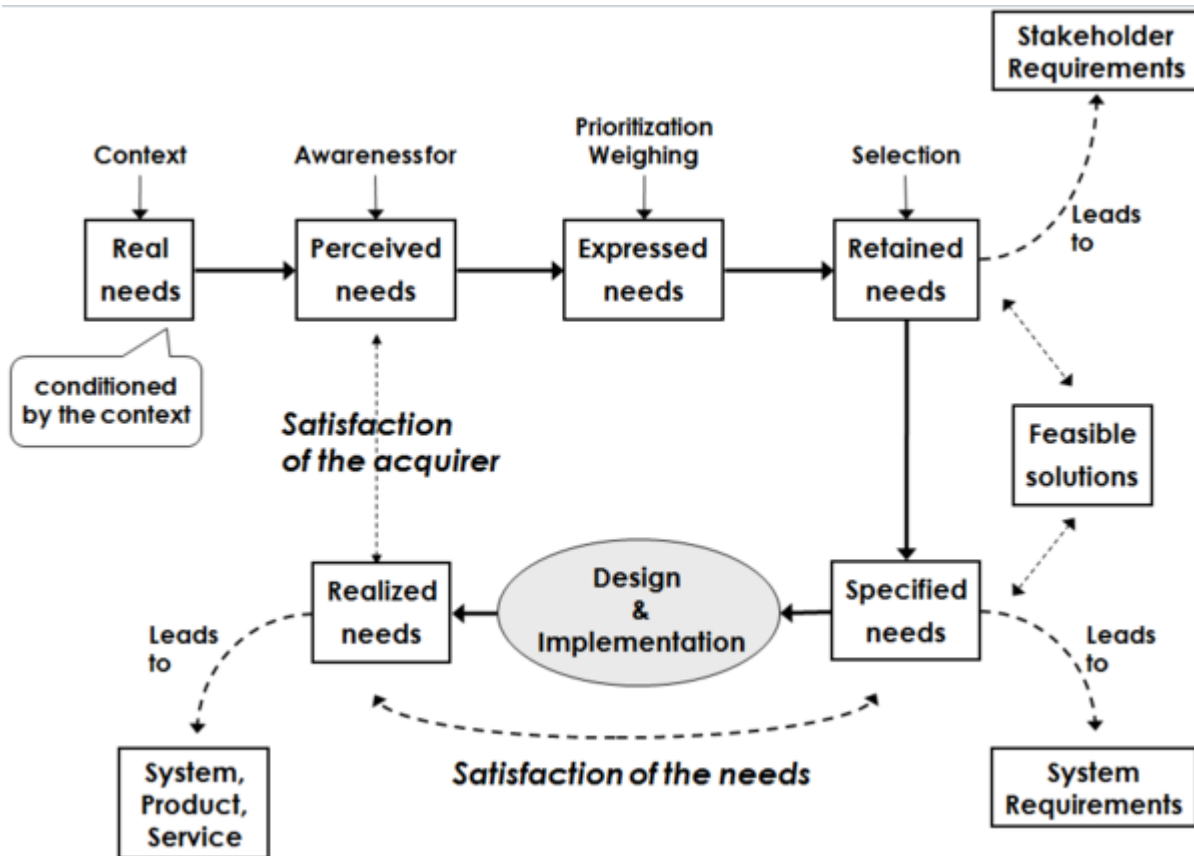 Stakeholder
Requirements
Context
Awareness for
Prioritization
Weighing
Selection
Leads
to
Real
needs
Perceived
needs
Expressed
needs
Retained
needs
conditioned
by the context
Satisfaction
of the acquirer
Feasible
solutions
Realized
needs
Design
&
Implementation
Specified
needs
Leads
to
Leads
to
Satisfaction of the needs
System,
Product,
Service
System
Requirements